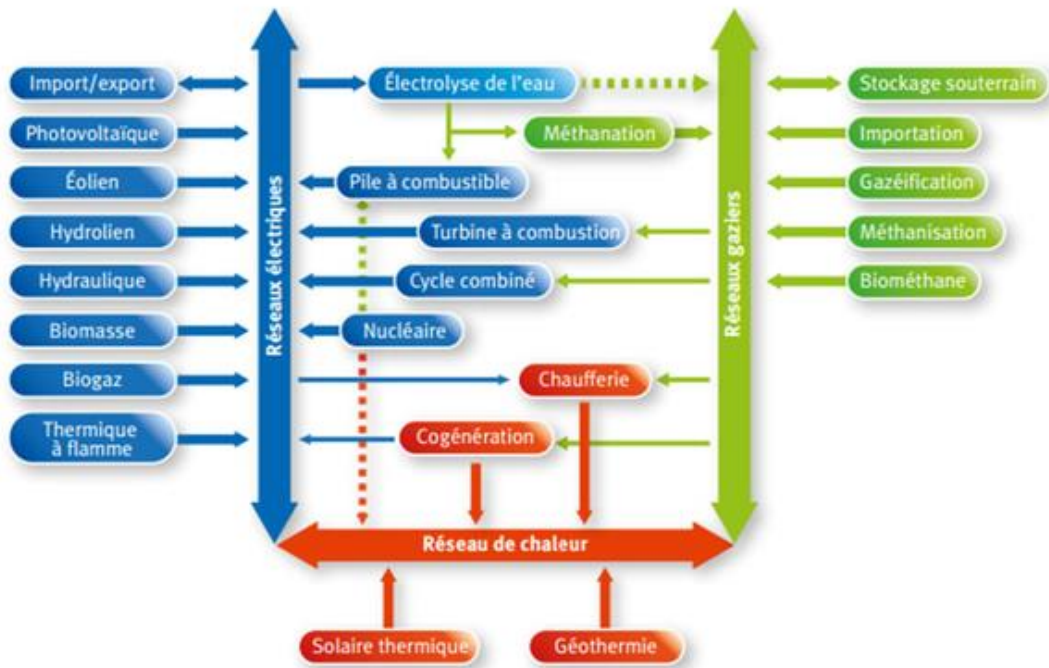 Import/export
Électrolyse de l'eau
Stockage souterrain
Photovoltaïque
Méthanation
Importation
Éolien
Pile à combustible
Gazéification
Hydrolien
Turbine à combustion
Méthanisation
Hydraulique
Cycle combiné
Biométhane
Biomasse
Nucléaire
Biogaz
Chaufferie
Thermique
à flamme
Cogénération
Réseaux électriques
Réseaux gaziers
Réseau de chaleur
Solaire thermique
Géothermie